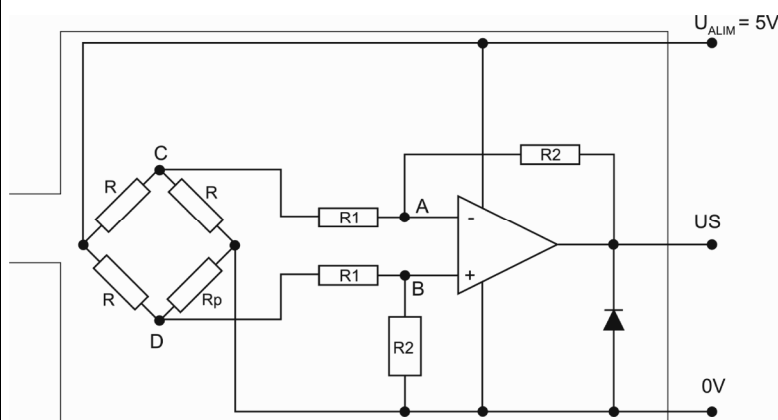 U_ALIM = 5V
C
R2
R
R
A
-
R1
US
R1
+
B
R
Rp
D
R2
0V